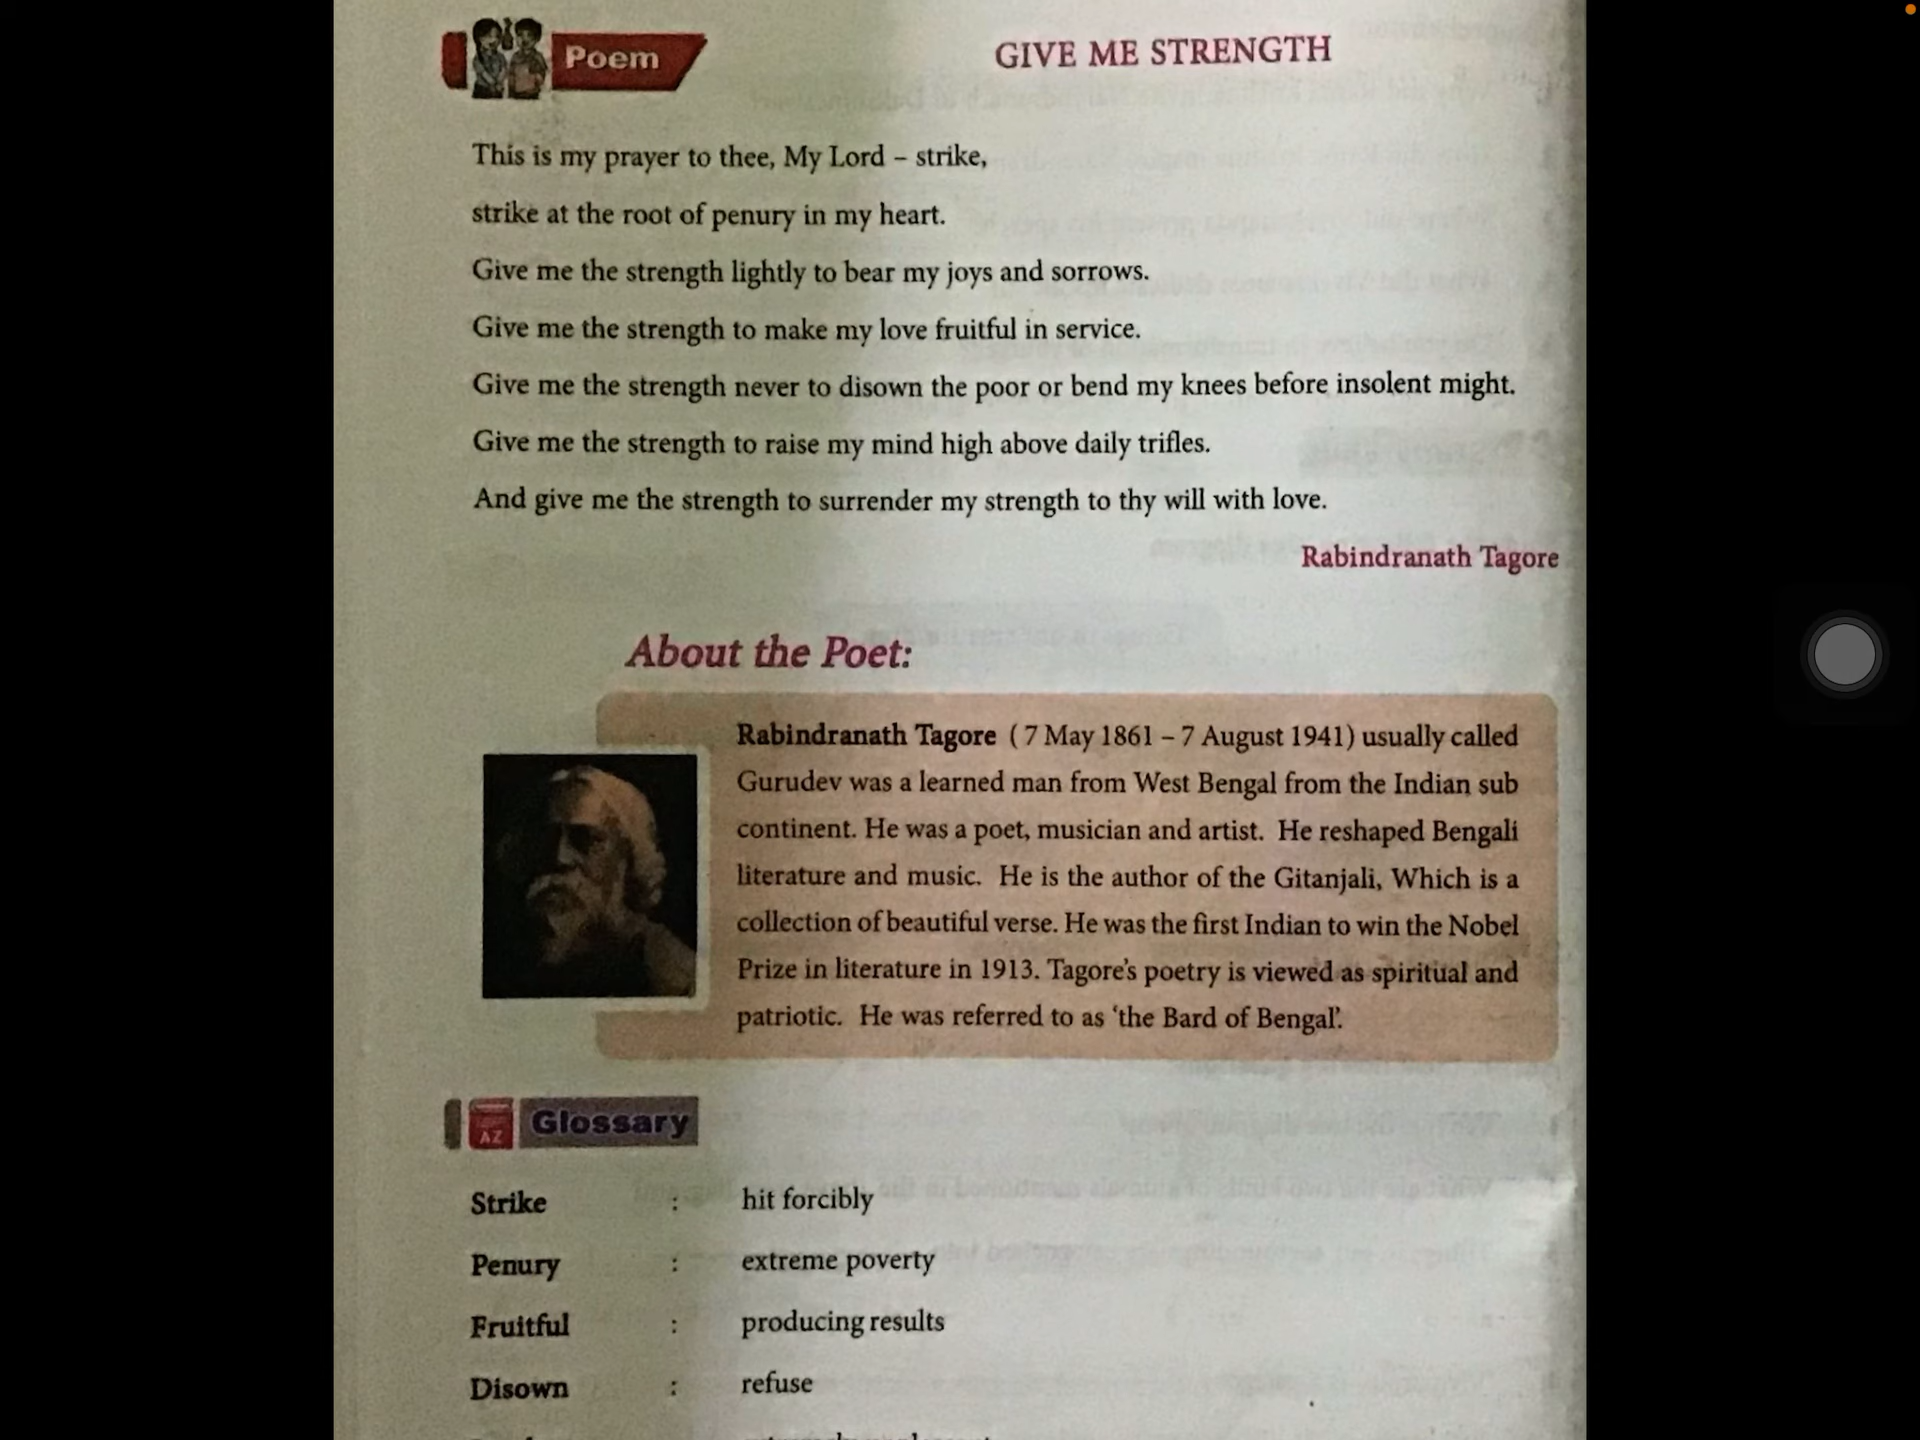 Poem
GIVE ME STRENGTH
This is my prayer to thee, My Lord – strike,
strike at the root of penury in my heart.
Give me the strength lightly to bear my joys and sorrows.
Give me the strength to make my love fruitful in service.
Give me the strength never to disown the poor or bend my knees before insolent might.
Give me the strength to raise my mind high above daily trifles.
And give me the strength to surrender my strength to thy will with love.
Rabindranath Tagore
About the Poet:
Rabindranath Tagore ( 7 May 1861 – 7 August 1941) usually called
Gurudev was a learned man from West Bengal from the Indian sub
continent. He was a poet, musician and artist. He reshaped Bengali
literature and music. He is the author of the Gitanjali, Which is a
collection of beautiful verse. He was the first Indian to win the Nobel
Prize in literature in 1913. Tagore's poetry is viewed as spiritual and
patriotic. He was referred to as 'the Bard of Bengal'.
AZ Glossary
Strike : hit forcibly
Penury : extreme poverty
Fruitful : producing results
Disown : refuse